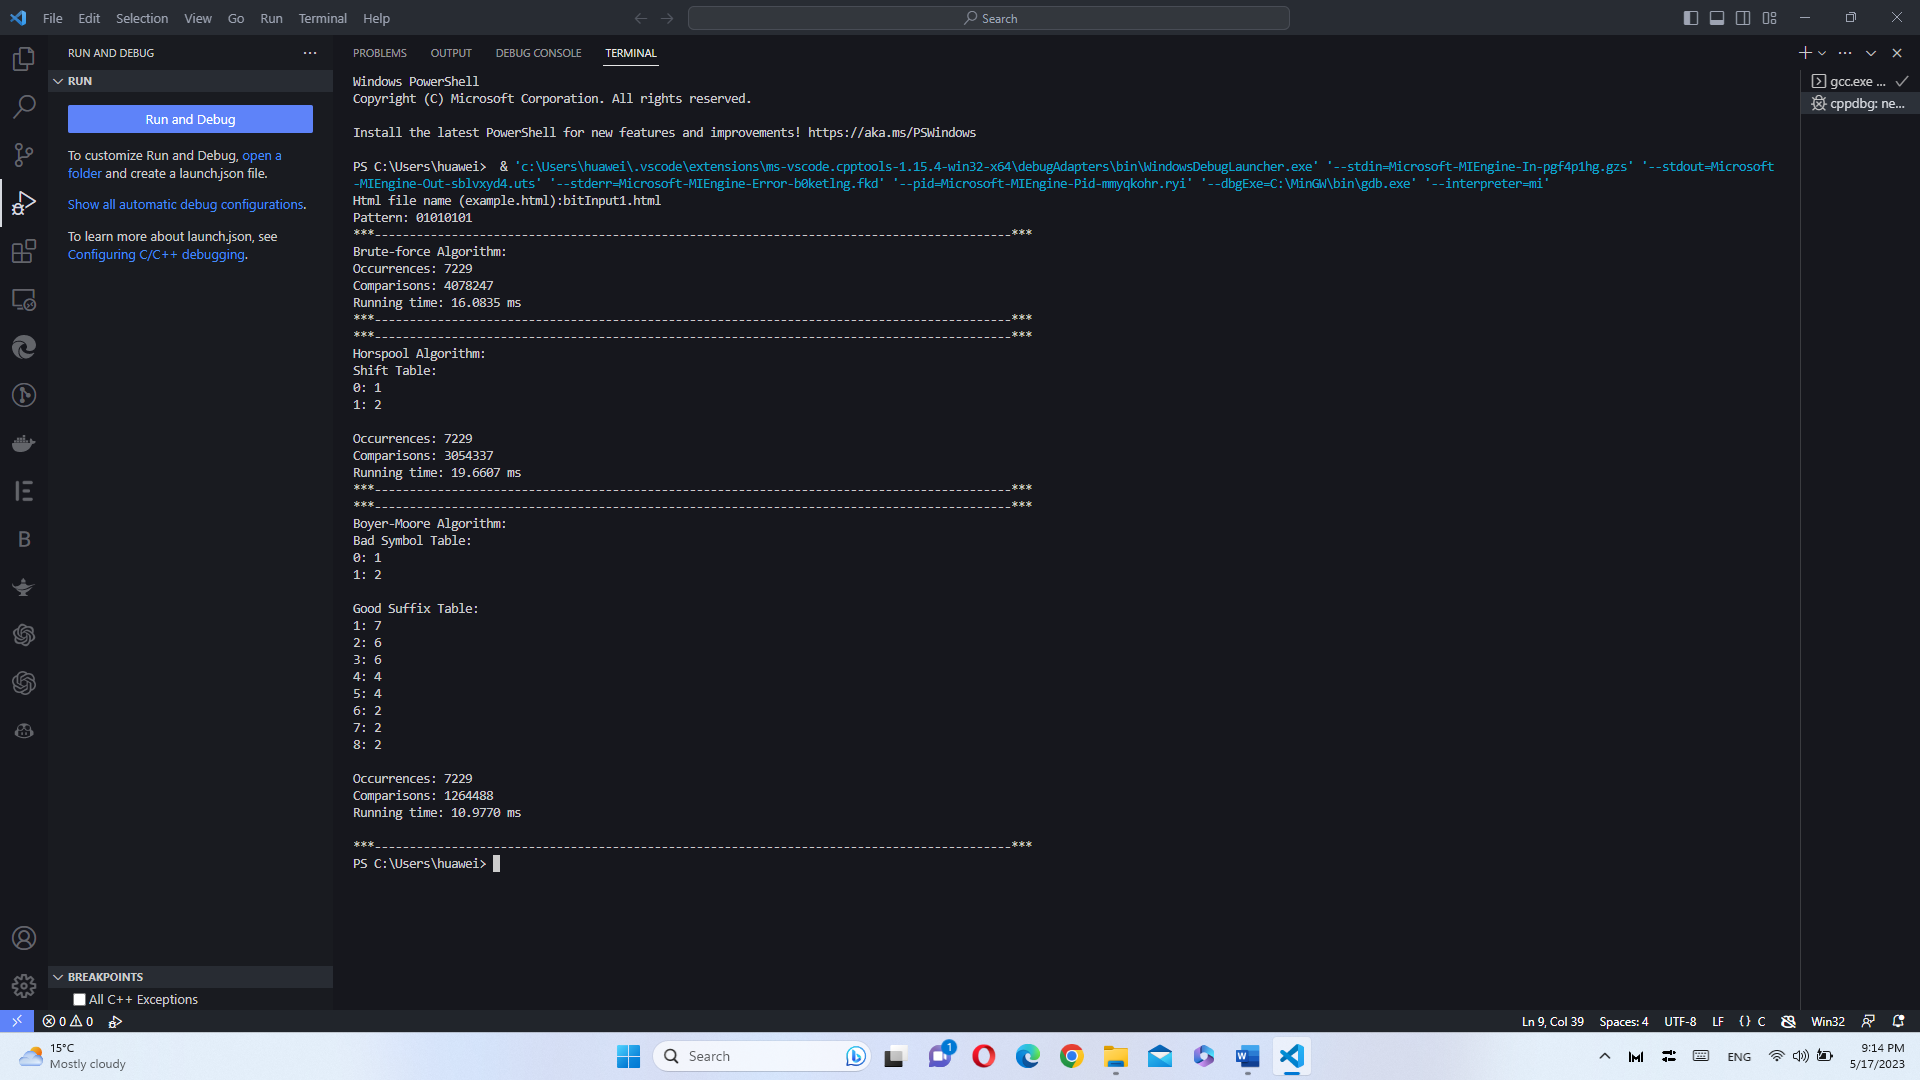 File Edit Selection View Go Run Terminal Help
Search
RUN AND DEBUG
RUN
Run and Debug
To customize Run and Debug, open a
folder and create a launch.json file.
Show all automatic debug configurations.
To learn more about launch.json, see
Configuring C/C++ debugging.
BREAKPOINTS
All C++ Exceptions
PROBLEMS OUTPUT DEBUG CONSOLE TERMINAL
Windows PowerShell
Copyright (C) Microsoft Corporation. All rights reserved.
Install the latest PowerShell for new features and improvements! https://aka.ms/PSWindows
PS C:\Users\huawei>  & 'c:\Users\huawei\.vscode\extensions\ms-vscode.cpptools-1.15.4-win32-x64\debugAdapters\bin\WindowsDebugLauncher.exe' '--stdin=Microsoft-MIEngine-In-pgf4p1hg.gzs' '--stdout=Microsoft
-MIEngine-Out-sblvxyd4.uts' '--stderr=Microsoft-MIEngine-Error-b0ketlng.fkd' '--pid=Microsoft-MIEngine-Pid-mmyqkohr.ryi' '--dbgExe=C:\MinGW\bin\gdb.exe' '--interpreter=mi'
Html file name (example.html):bitInput1.html
Pattern: 01010101
***-------------------------------------------------------------------------------------------***
Brute-force Algorithm:
Occurrences: 7229
Comparisons: 4078247
Running time: 16.0835 ms
***-------------------------------------------------------------------------------------------***
***-------------------------------------------------------------------------------------------***
Horspool Algorithm:
Shift Table:
0: 1
1: 2
Occurrences: 7229
Comparisons: 3054337
Running time: 19.6607 ms
***-------------------------------------------------------------------------------------------***
***-------------------------------------------------------------------------------------------***
Boyer-Moore Algorithm:
Bad Symbol Table:
0: 1
1: 2
Good Suffix Table:
1: 7
2: 6
3: 6
4: 4
5: 4
6: 2
7: 2
8: 2
Occurrences: 7229
Comparisons: 1264488
Running time: 10.9770 ms
***-------------------------------------------------------------------------------------------***
PS C:\Users\huawei>
gcc.exe ...
cppdbg: ne...
0 0
Ln 9, Col 39 Spaces: 4 UTF-8 LF {} C Win32
15°C
Mostly cloudy
Search
1
ENG
9:14 PM
5/17/2023